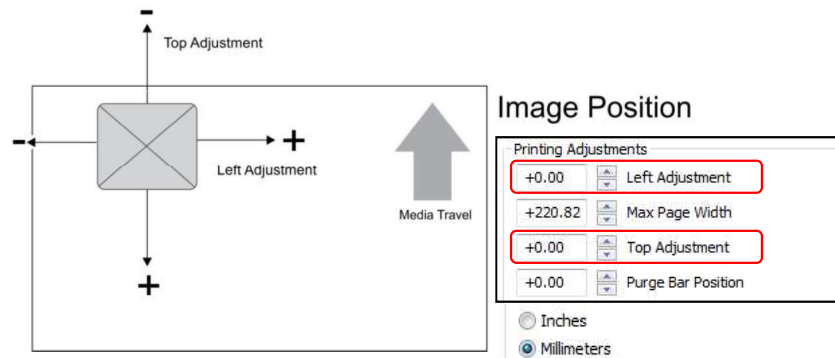 -
Top Adjustment
- +
Left Adjustment
+
Media Travel
Image Position
Printing Adjustments
+0.00 Left Adjustment
+220.82 Max Page Width
+0.00 Top Adjustment
+0.00 Purge Bar Position
Inches
Millimeters